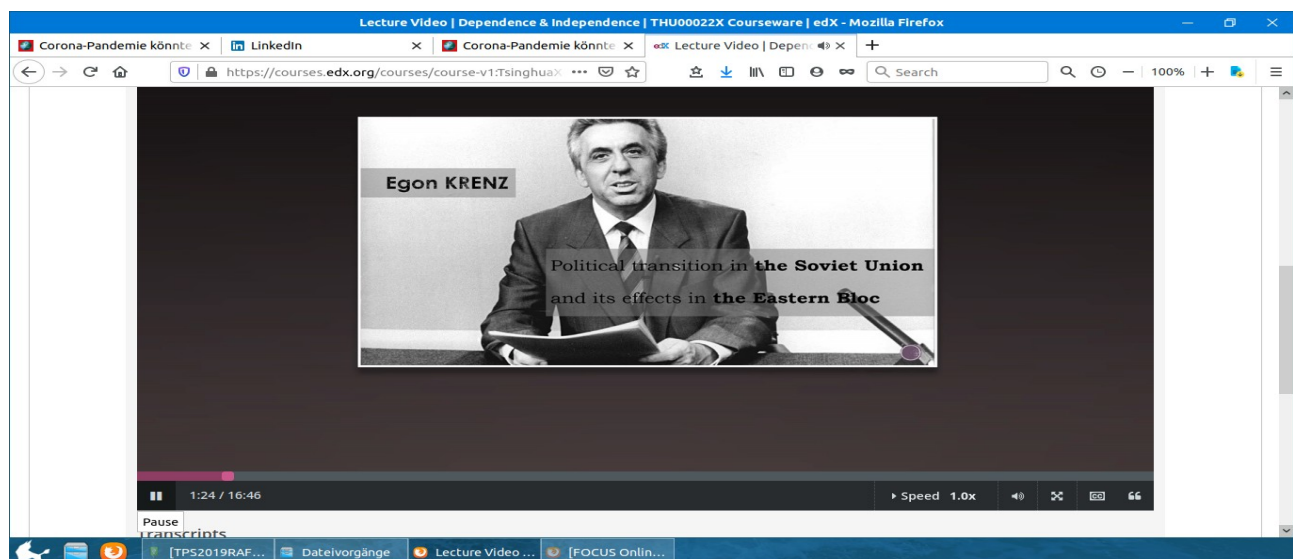 Lecture Video | Dependence & Independence | THU00022X Courseware | edX - Mozilla Firefox
Corona-Pandemie könnte
LinkedIn
Corona-Pandemie könnte
edX Lecture Video | Depen
https://courses.edx.org/courses/course-v1:TsinghuaX
Search
100%
Egon KRENZ
Political transition in the Soviet Union
and its effects in the Eastern Bloc
1:24 / 16:46
Speed 1.0x
CC
Pause
Transcripts
[TPS2019RAF...
Dateivorgänge
Lecture Video ...
[FOCUS Onlin...